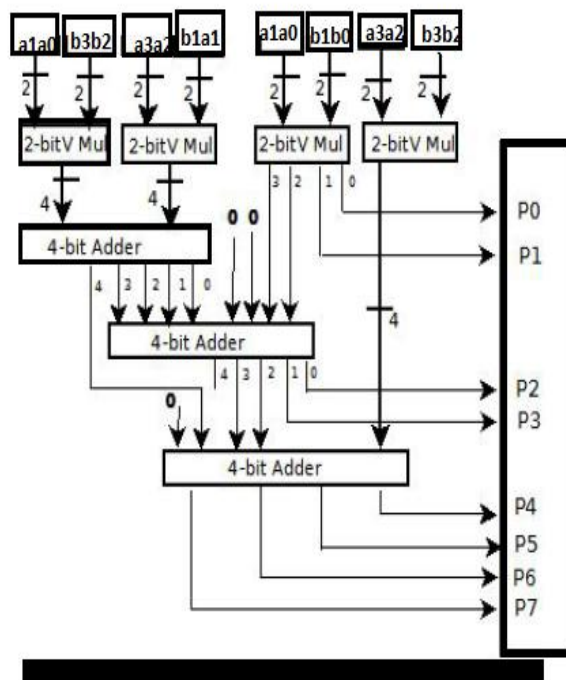 a1a0 b3b2 a3a2 b1a1 a1a0 b1b0 a3a2 b3b2
2 2 2 2 2 2 2 2
2-bitV Mul 2-bitV Mul 2-bitV Mul 2-bitV Mul
4 4 3 2 1 0
0 0 P0
4-bit Adder P1
4 3 2 1 0
4
4-bit Adder
4 3 2 1 0 P2
0 P3
4-bit Adder
P4
P5
P6
P7